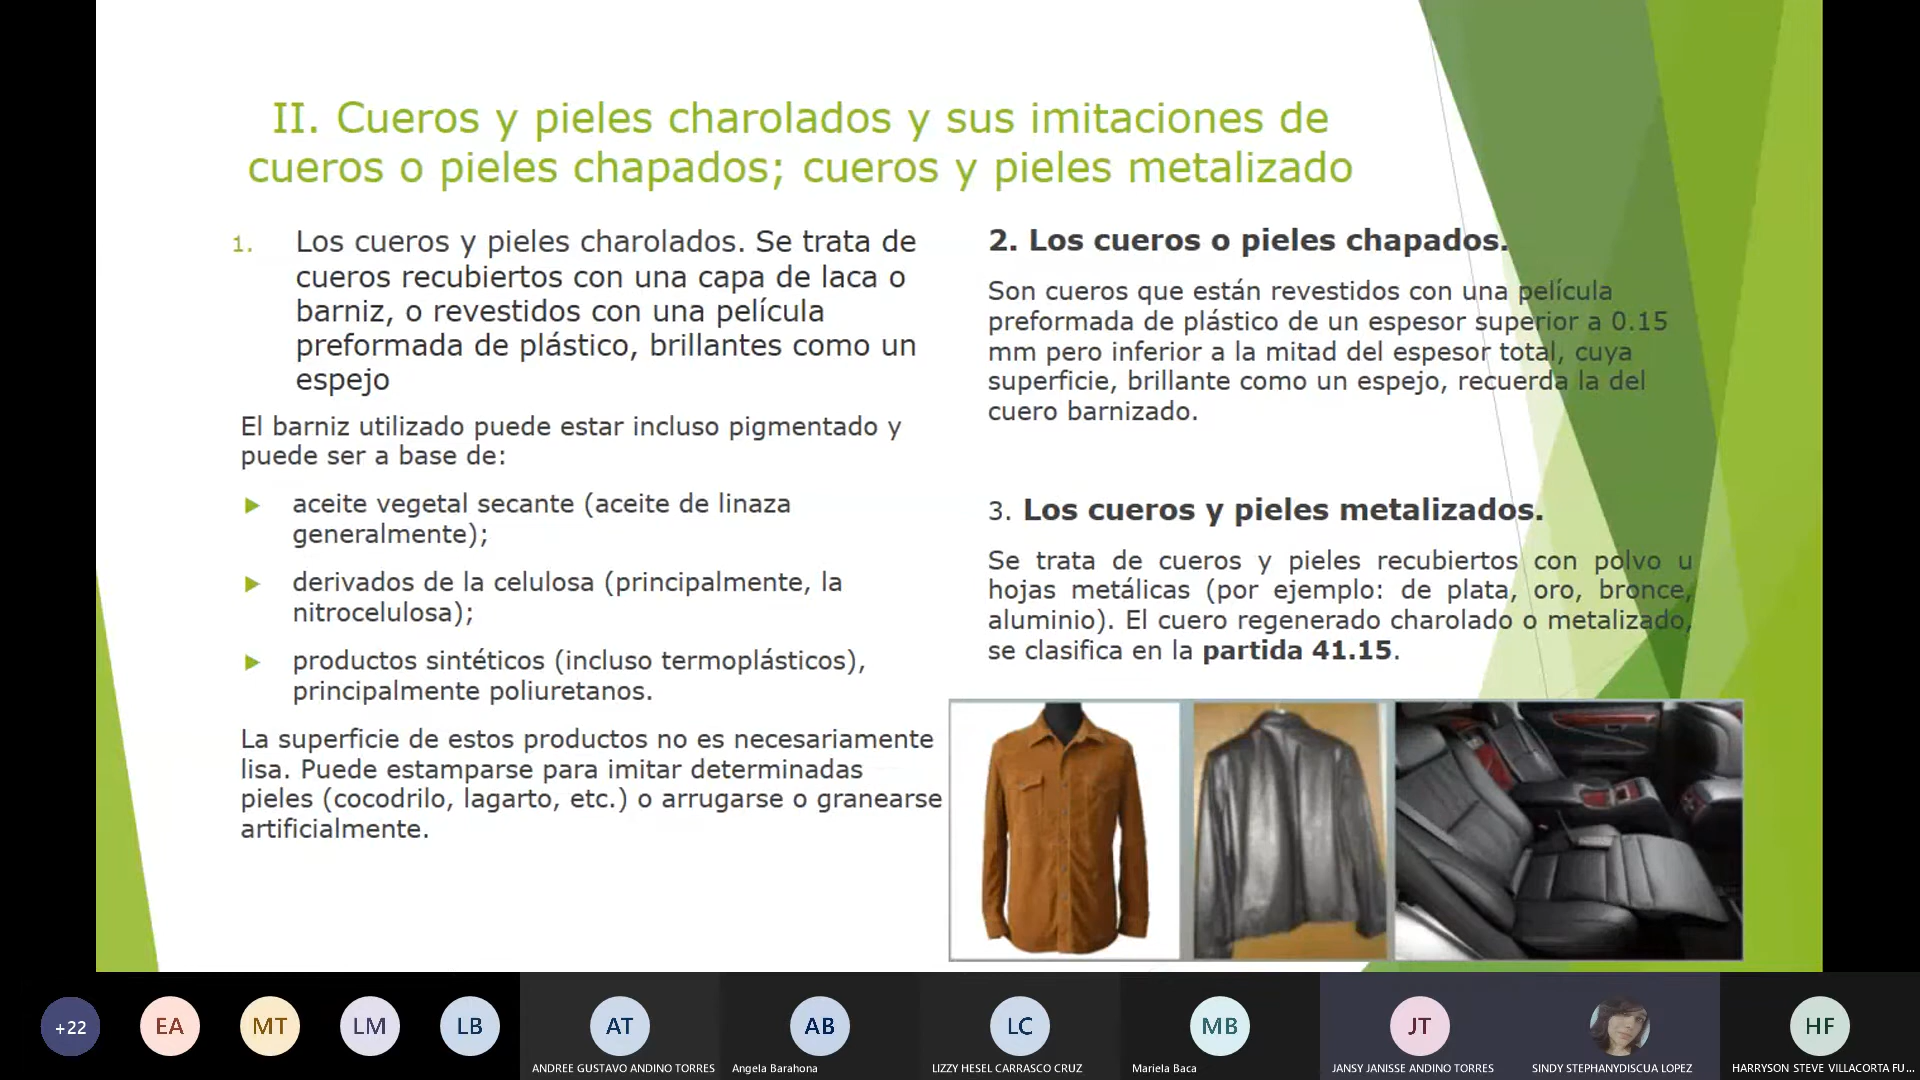 II. Cueros y pieles charolados y sus imitaciones de
cueros o pieles chapados; cueros y pieles metalizado
1. Los cueros y pieles charolados. Se trata de
cueros recubiertos con una capa de laca o
barniz, o revestidos con una película
preformada de plástico, brillantes como un
espejo
El barniz utilizado puede estar incluso pigmentado y
puede ser a base de:
aceite vegetal secante (aceite de linaza
generalmente);
derivados de la celulosa (principalmente, la
nitrocelulosa);
productos sintéticos (incluso termoplásticos),
principalmente poliuretanos.
La superficie de estos productos no es necesariamente
lisa. Puede estamparse para imitar determinadas
pieles (cocodrilo, lagarto, etc.) o arrugarse o granearse
artificialmente.
2. Los cueros o pieles chapados.
Son cueros que están revestidos con una película
preformada de plástico de un espesor superior a 0.15
mm pero inferior a la mitad del espesor total, cuya
superficie, brillante como un espejo, recuerda la del
cuero barnizado.
3. Los cueros y pieles metalizados.
Se trata de cueros y pieles recubiertos con polvo u
hojas metálicas (por ejemplo: de plata, oro, bronce,
aluminio). El cuero regenerado charolado o metalizado,
se clasifica en la partida 41.15.
+22
EA
MT
LM
LB
AT
AB
LC
MB
JT
HF
ANDREE GUSTAVO ANDINO TORRES
Angela Barahona
LIZZY HESEL CARRASCO CRUZ
Mariela Baca
JANSY JANISSE ANDINO TORRES
SINDY STEPHANYDISCUA LOPEZ
HARRYSON STEVE VILLACORTA FU...